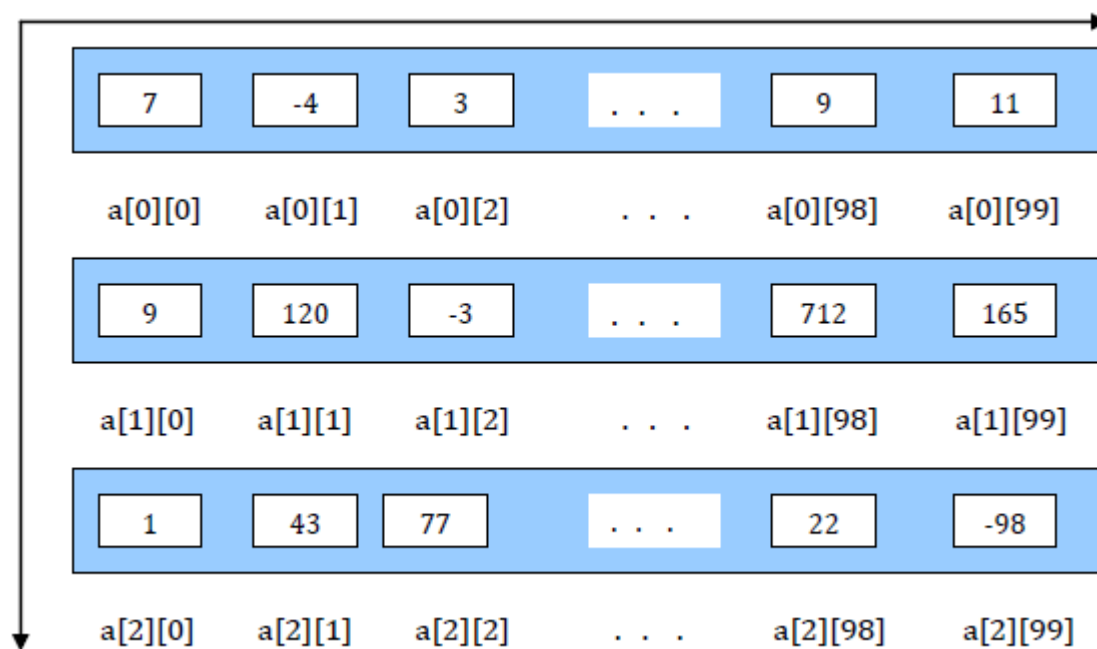 7 -4 3 . . . 9 11
a[0][0] a[0][1] a[0][2] . . . a[0][98] a[0][99]
9 120 -3 . . . 712 165
a[1][0] a[1][1] a[1][2] . . . a[1][98] a[1][99]
1 43 77 . . . 22 -98
a[2][0] a[2][1] a[2][2] . . . a[2][98] a[2][99]